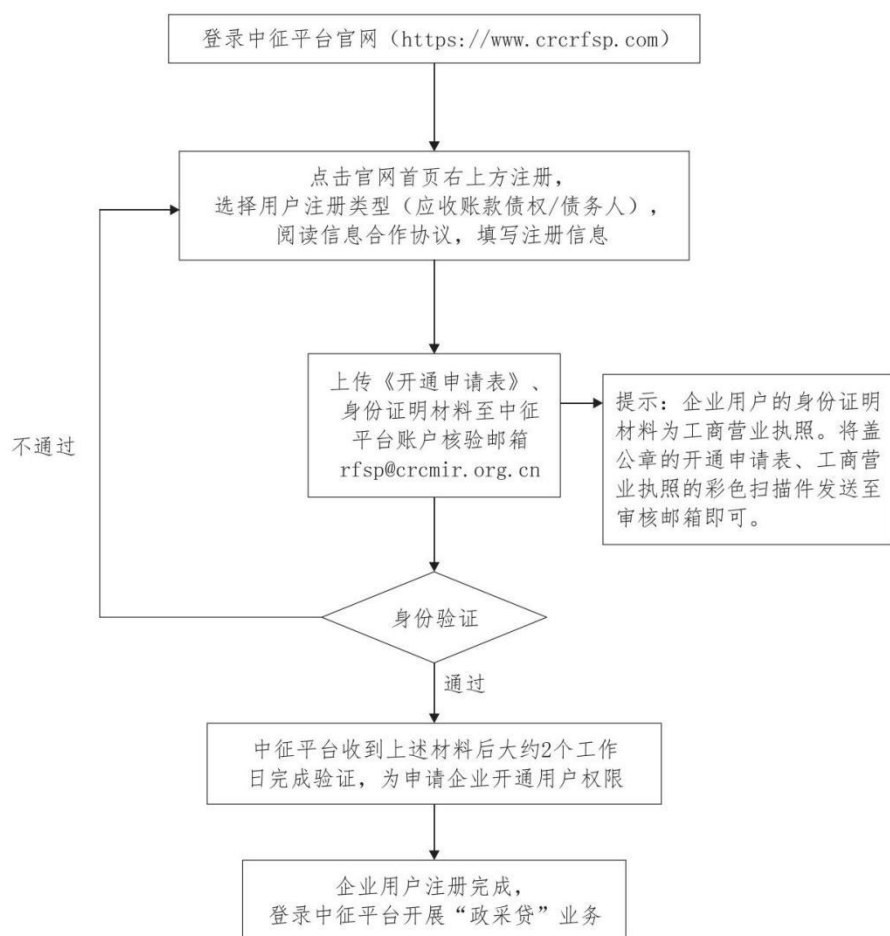 登录中征平台官网（https://www.crcrfsp.com）
点击官网首页右上方注册，
选择用户注册类型（应收账款债权/债务人），
阅读信息合作协议，填写注册信息
上传《开通申请表》、
身份证明材料至中征
平台账户核验邮箱
rfsp@crcmir.org.cn
提示：企业用户的身份证明
材料为工商营业执照。将盖
公章的开通申请表、工商营
业执照的彩色扫描件发送至
审核邮箱即可。
不通过
身份验证
通过
中征平台收到上述材料后大约2个工作
日完成验证，为申请企业开通用户权限
企业用户注册完成，
登录中征平台开展“政采贷”业务